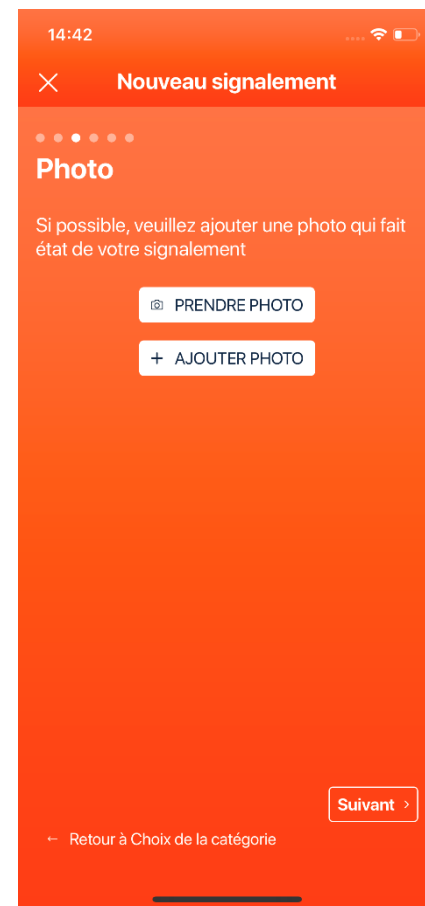 14:42
Nouveau signalement
Photo
Si possible, veuillez ajouter une photo qui fait
état de votre signalement
PRENDRE PHOTO
+ AJOUTER PHOTO
Suivant >
← Retour à Choix de la catégorie